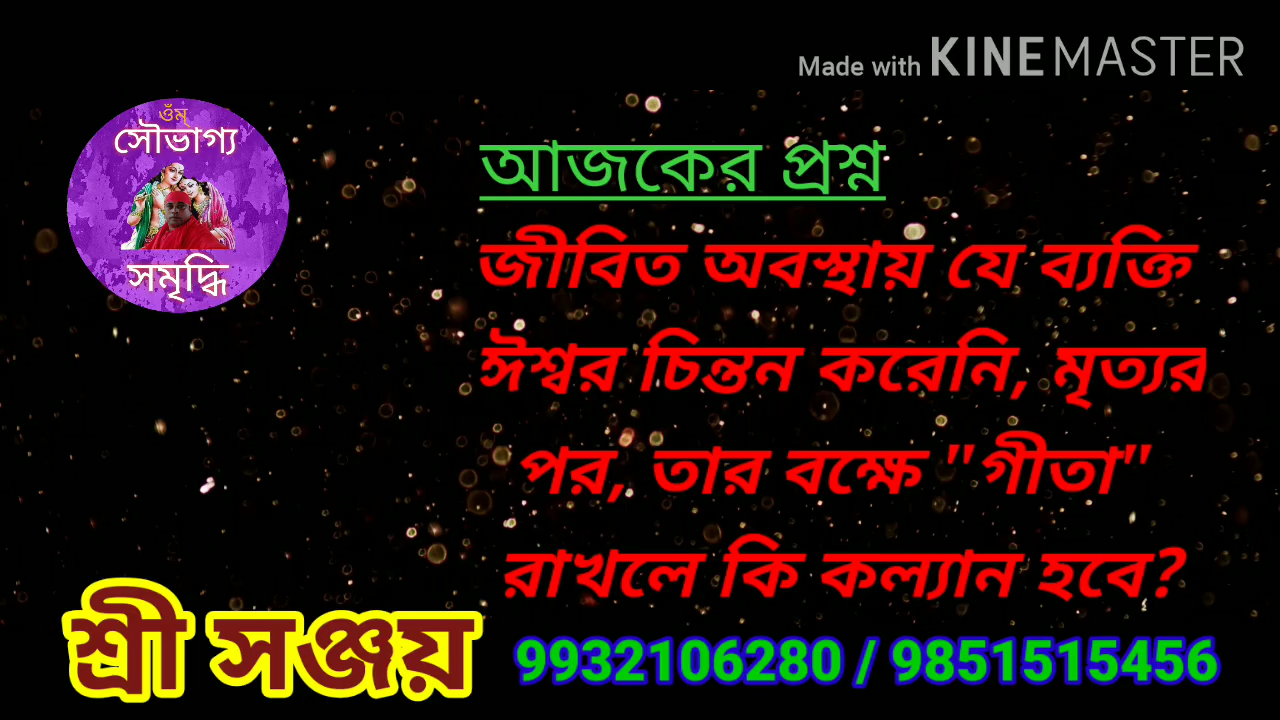 Made with KINEMASTER
ওঁম্
সৌভাগ্য
সমৃদ্ধি
আজকের প্রশ্ন
জীবিত অবস্থায় যে ব্যক্তি
ঈশ্বর চিন্তন করেনি, মৃত্যর
পর, তার বক্ষে "গীতা"
রাখলে কি কল্যান হবে?
শ্রী সঞ্জয়
9932106280 / 9851515456